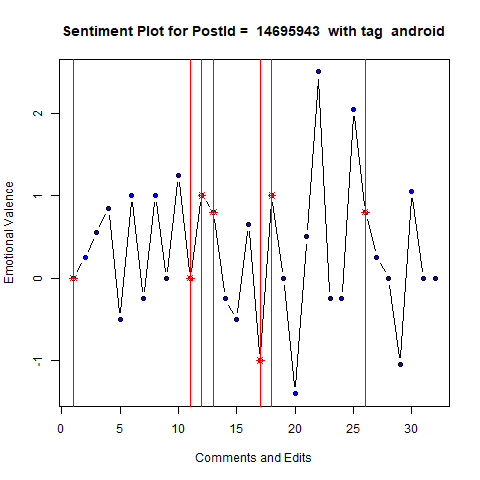 Sentiment Plot for PostId = 14695943 with tag android
Emotional Valence
2
1
0
-1
0 5 10 15 20 25 30
Comments and Edits